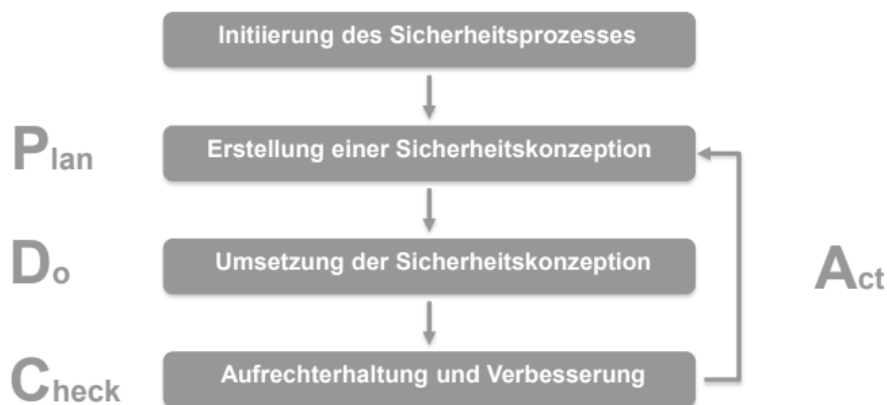 Initiierung des Sicherheitsprozesses
Plan
Erstellung einer Sicherheitskonzeption
Do
Umsetzung der Sicherheitskonzeption
Act
Check
Aufrechterhaltung und Verbesserung